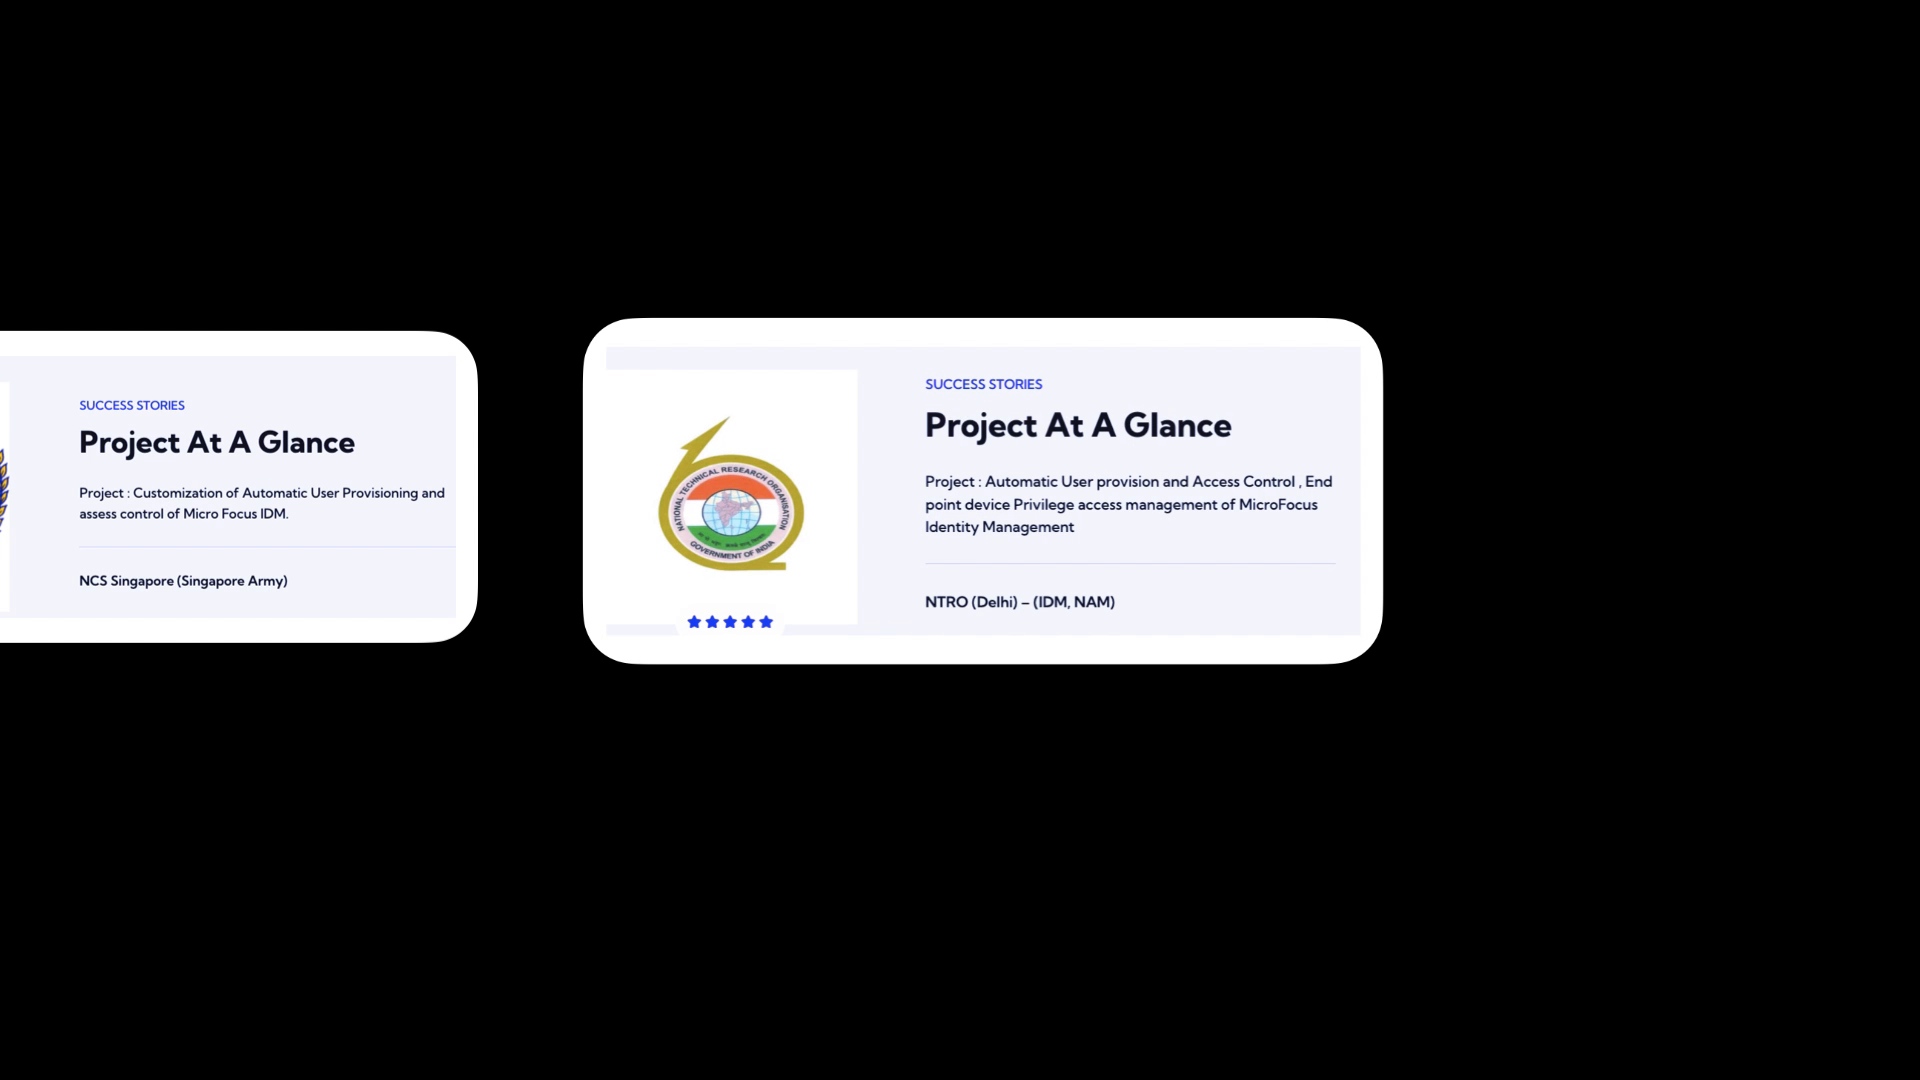 SUCCESS STORIES
Project At A Glance
Project : Customization of Automatic User Provisioning and
assess control of Micro Focus IDM.
NCS Singapore (Singapore Army)
NATIONAL TECHNICAL RESEARCH ORGANISATION
GOVERNMENT OF INDIA
SUCCESS STORIES
Project At A Glance
Project : Automatic User provision and Access Control , End
point device Privilege access management of MicroFocus
Identity Management
NTRO (Delhi) – (IDM, NAM)